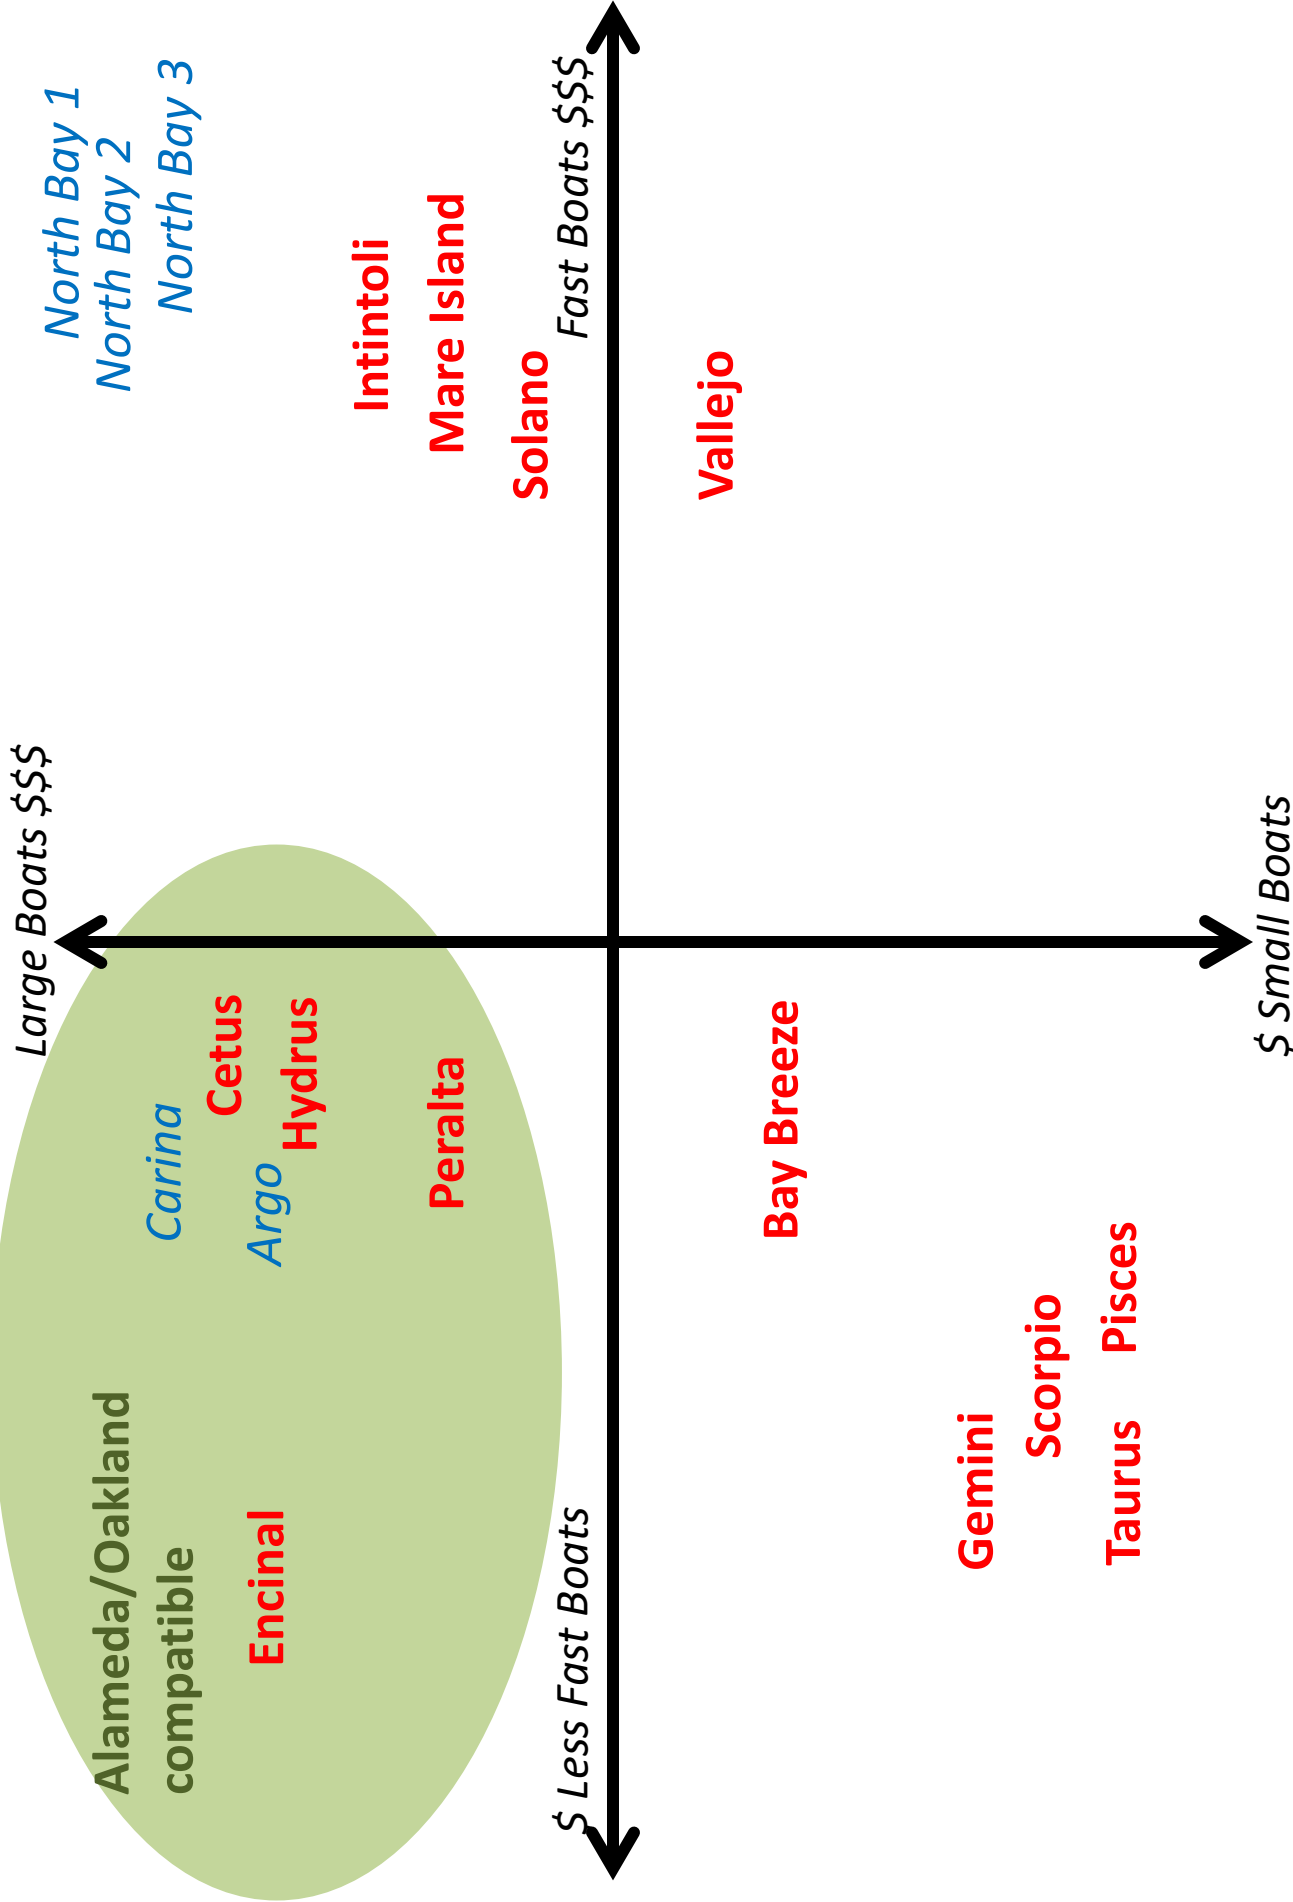 Large Boats $$$
North Bay 1
North Bay 2
North Bay 3
Alameda/Oakland
compatible
Carina
Cetus
Argo
Hydrus
Encinal
Peralta
Intintoli
Mare Island
Solano
$ Less Fast Boats
Fast Boats $$$
Vallejo
Bay Breeze
Gemini
Scorpio
Taurus
Pisces
$ Small Boats